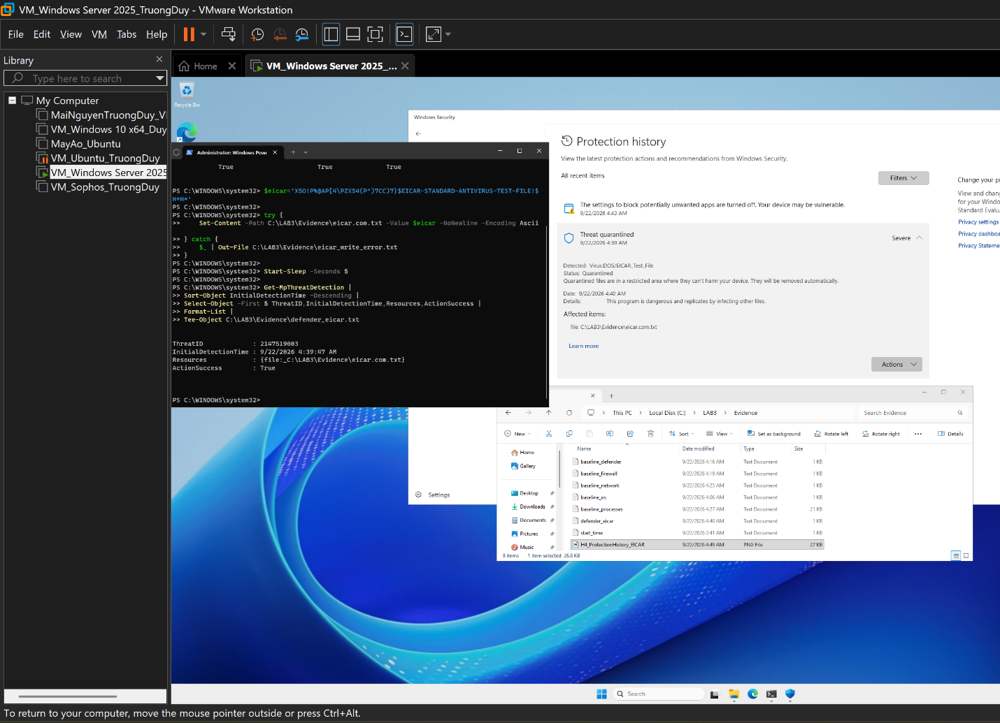 VM_Windows Server 2025_TruongDuy - VMware Workstation
File Edit View VM Tabs Help
Library
Type here to search
My Computer
MaiNguyenTruongDuy_V
VM_Windows 10 x64_Duy
MayAo_Ubuntu
VM_Ubuntu_TruongDuy
VM_Windows Server 2025
VM_Sophos_TruongDuy
Home
VM_Windows Server 2025_...
Recycle Bin
Administrator: Windows Pow
True True True
PS C:\WINDOWS\system32> $eicar='X5O!P%@AP[4\PZX54(P^)7CC)7}$EICAR-STANDARD-ANTIVIRUS-TEST-FILE!$
H+H*'
PS C:\WINDOWS\system32>
PS C:\WINDOWS\system32> try {
>> Set-Content -Path C:\LAB3\Evidence\eicar.com.txt -Value $eicar -NoNewline -Encoding Ascii
>> } catch {
>> $_ | Out-File C:\LAB3\Evidence\eicar_write_error.txt
>> }
PS C:\WINDOWS\system32>
PS C:\WINDOWS\system32> Start-Sleep -Seconds 5
PS C:\WINDOWS\system32>
PS C:\WINDOWS\system32> Get-MpThreatDetection |
>> Sort-Object InitialDetectionTime -Descending |
>> Select-Object -First 5 ThreatID,InitialDetectionTime,Resources,ActionSuccess |
>> Format-List |
>> Tee-Object C:\LAB3\Evidence\defender_eicar.txt
ThreatID : 2147519003
InitialDetectionTime : 9/22/2026 4:39:47 AM
Resources : {file:_C:\LAB3\Evidence\eicar.com.txt}
ActionSuccess : True
PS C:\WINDOWS\system32>
Windows Security
Protection history
View the latest protection actions and recommendations from Windows Security.
All recent items
Filters
The settings to block potentially unwanted apps are turned off. Your device may be vulnerable.
9/22/2026 4:43 AM
Threat quarantined
9/22/2026 4:39 AM
Severe
Detected: Virus:DOS/EICAR_Test_File
Status: Quarantined
Quarantined files are in a restricted area where they can't harm your device. They will be removed automatically.
Date: 9/22/2026 4:40 AM
Details: This program is dangerous and replicates by infecting other files.
Affected items:
file: C:\LAB3\Evidence\eicar.com.txt
Learn more
Actions
Change your pr
View and chang
for your Windo
Standard Evalua
Privacy settings
Privacy dashboa
Privacy Stateme
Settings
This PC > Local Disk (C:) > LAB3 > Evidence
Search Evidence
New Sort View Set as background Rotate left Rotate right ... Details
Home
Gallery
Desktop
Downloads
Documents
Pictures
Music
Name Date modified Type Size
baseline_defender 9/22/2026 4:16 AM Text Document 1 KB
baseline_firewall 9/22/2026 4:19 AM Text Document 1 KB
baseline_network 9/22/2026 4:23 AM Text Document 1 KB
baseline_os 9/22/2026 4:06 AM Text Document 1 KB
baseline_processes 9/22/2026 4:27 AM Text Document 21 KB
defender_eicar 9/22/2026 4:40 AM Text Document 1 KB
start_time 9/22/2026 2:41 AM Text Document 1 KB
H4_ProtectionHistory_EICAR 9/22/2026 4:49 AM PNG File 27 KB
8 items 1 item selected 26.8 KB
Search
To return to your computer, move the mouse pointer outside or press Ctrl+Alt.